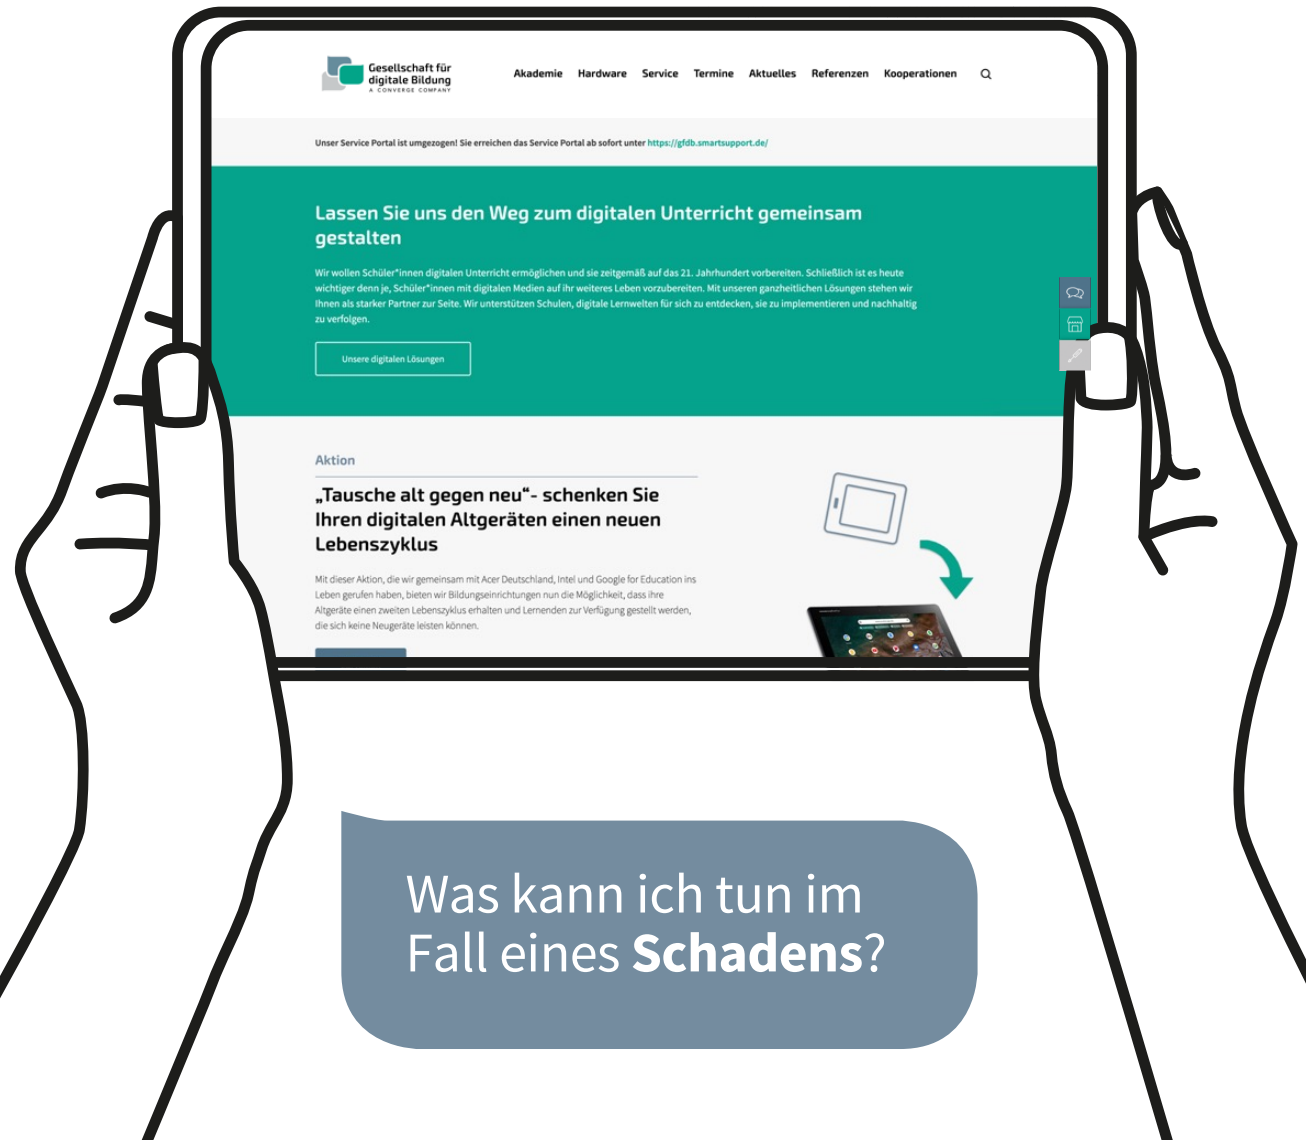 Gesellschaft für
digitale Bildung
A CONVERGE COMPANY
Akademie Hardware Service Termine Aktuelles Referenzen Kooperationen
Unser Service Portal ist umgezogen! Sie erreichen das Service Portal ab sofort unter https://gfdb.smartsupport.de/
Lassen Sie uns den Weg zum digitalen Unterricht gemeinsam
gestalten
Wir wollen Schüler*innen digitalen Unterricht ermöglichen und sie zeitgemäß auf das 21. Jahrhundert vorbereiten. Schließlich ist es heute
wichtiger denn je, Schüler*innen mit digitalen Medien auf ihr weiteres Leben vorzubereiten. Mit unseren ganzheitlichen Lösungen stehen wir
Ihnen als starker Partner zur Seite. Wir unterstützen Schulen, digitale Lernwelten für sich zu entdecken, sie zu implementieren und nachhaltig
zu verfolgen.
Unsere digitalen Lösungen
Aktion
„Tausche alt gegen neu“- schenken Sie
Ihren digitalen Altgeräten einen neuen
Lebenszyklus
Mit dieser Aktion, die wir gemeinsam mit Acer Deutschland, Intel und Google for Education ins
Leben gerufen haben, bieten wir Bildungseinrichtungen nun die Möglichkeit, dass ihre
Altgeräte einen zweiten Lebenszyklus erhalten und Lernenden zur Verfügung gestellt werden,
die sich keine Neugeräte leisten können.
Was kann ich tun im
Fall eines Schadens?